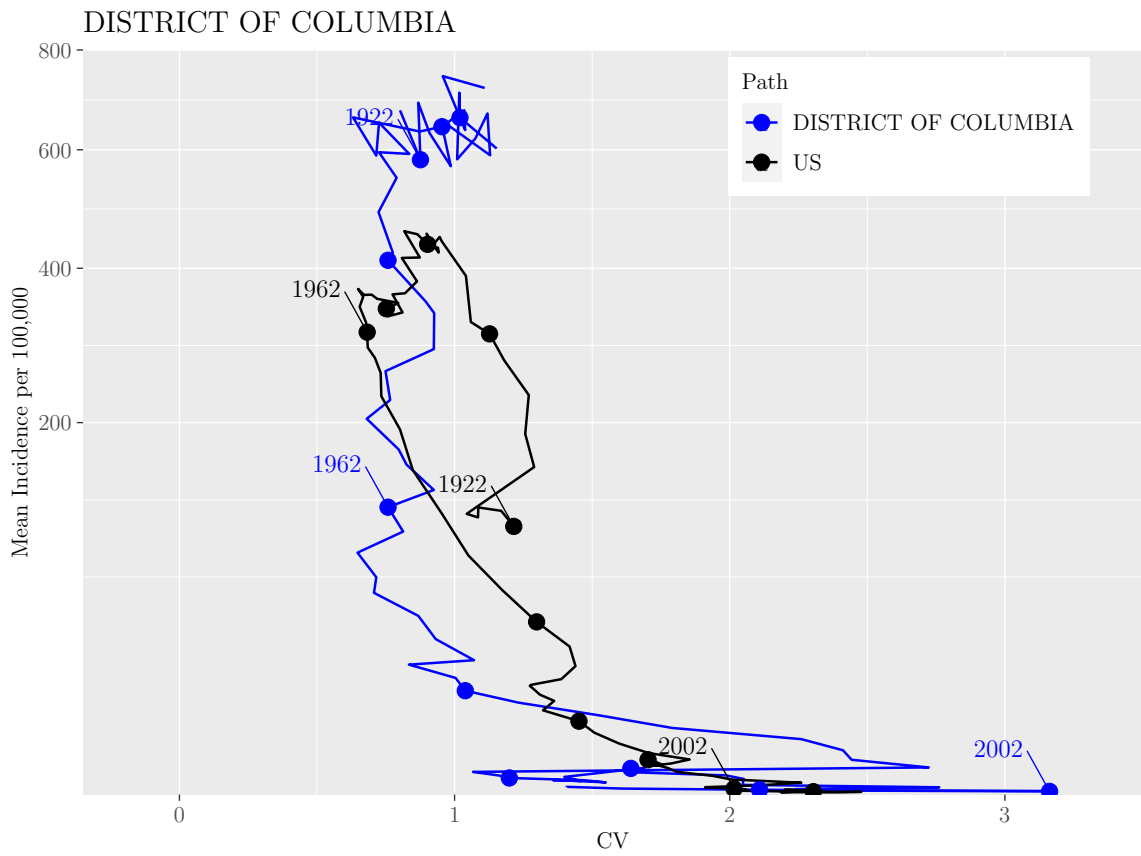 DISTRICT OF COLUMBIA
800
600
400
200
Mean Incidence per 100,000
0
1
2
3
CV
Path
DISTRICT OF COLUMBIA
US
1922
1962
1962
1922
2002
2002